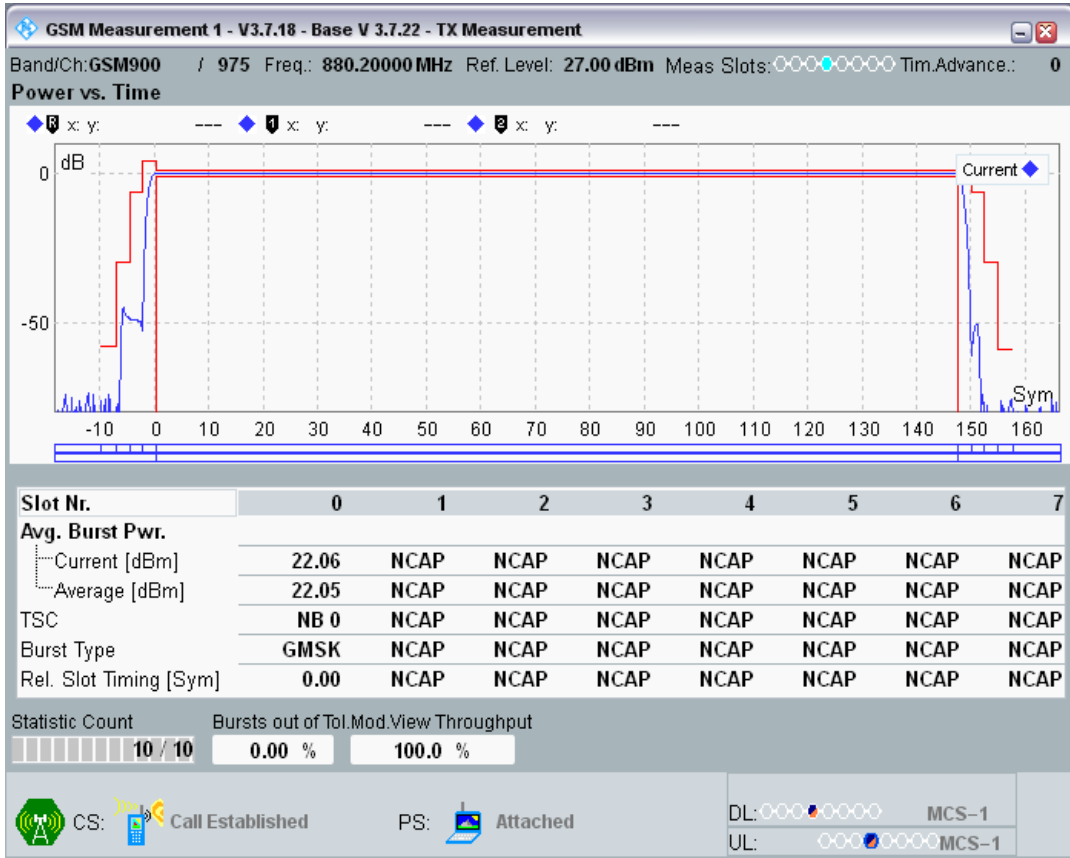 GSM Measurement 1 - V3.7.18 - Base V 3.7.22 - TX Measurement
Band/Ch:GSM900 / 975 Freq.: 880.20000 MHz Ref. Level: 27.00 dBm Meas Slots: Tim.Advance.: 0
Power vs. Time
R x: y: --- 1 x: y: --- 2 x: y: ---
dB
Current
0
-50
Sym
-10 0 10 20 30 40 50 60 70 80 90 100 110 120 130 140 150 160
Slot Nr. 0 1 2 3 4 5 6 7
Avg. Burst Pwr.
Current [dBm] 22.06 NCAP NCAP NCAP NCAP NCAP NCAP NCAP
Average [dBm] 22.05 NCAP NCAP NCAP NCAP NCAP NCAP NCAP
TSC NB 0 NCAP NCAP NCAP NCAP NCAP NCAP NCAP
Burst Type GMSK NCAP NCAP NCAP NCAP NCAP NCAP NCAP
Rel. Slot Timing [Sym] 0.00 NCAP NCAP NCAP NCAP NCAP NCAP NCAP
Statistic Count Bursts out of Tol.Mod.View Throughput
10 / 10 0.00 % 100.0 %
CS: Call Established PS: Attached
DL: MCS-1
UL: MCS-1